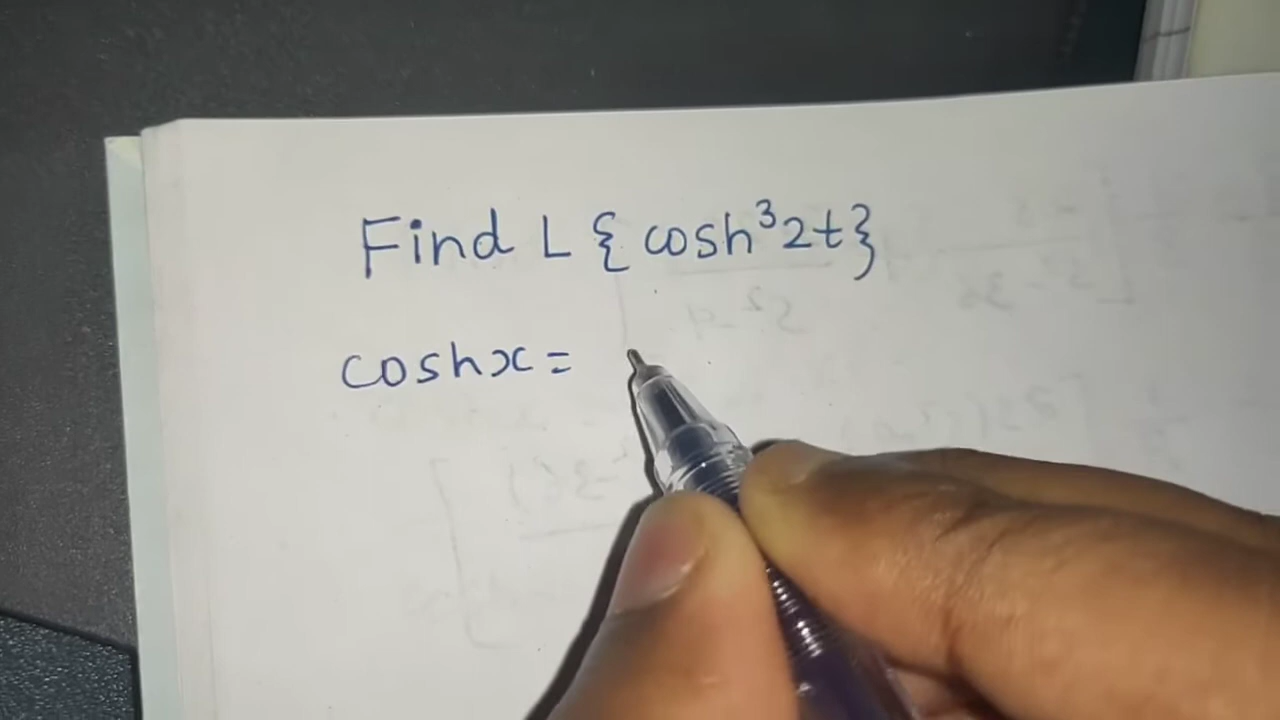 Find L { cosh³2t}
coshx =